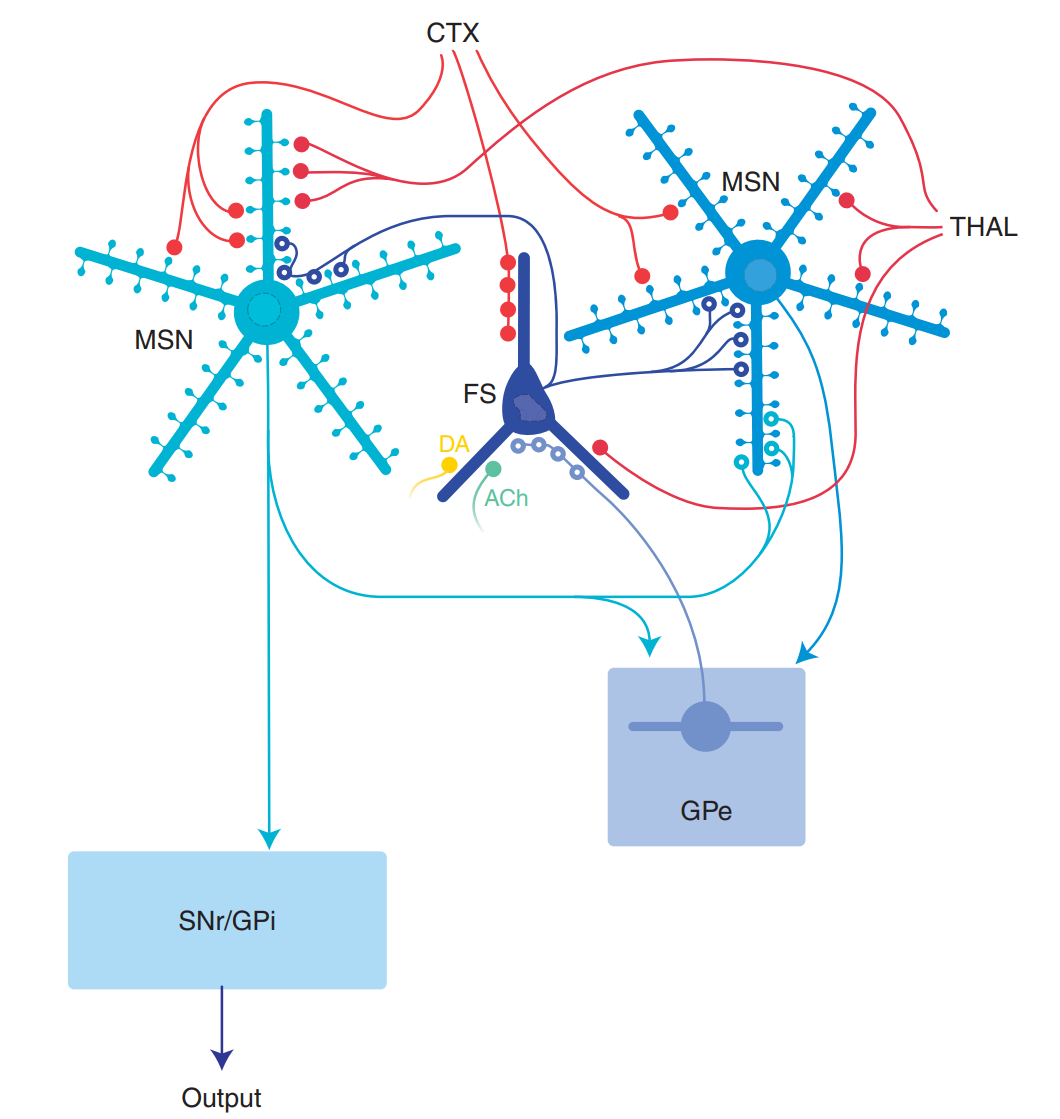 CTX
MSN
THAL
MSN
FS
DA
ACh
GPe
SNr/GPi
Output